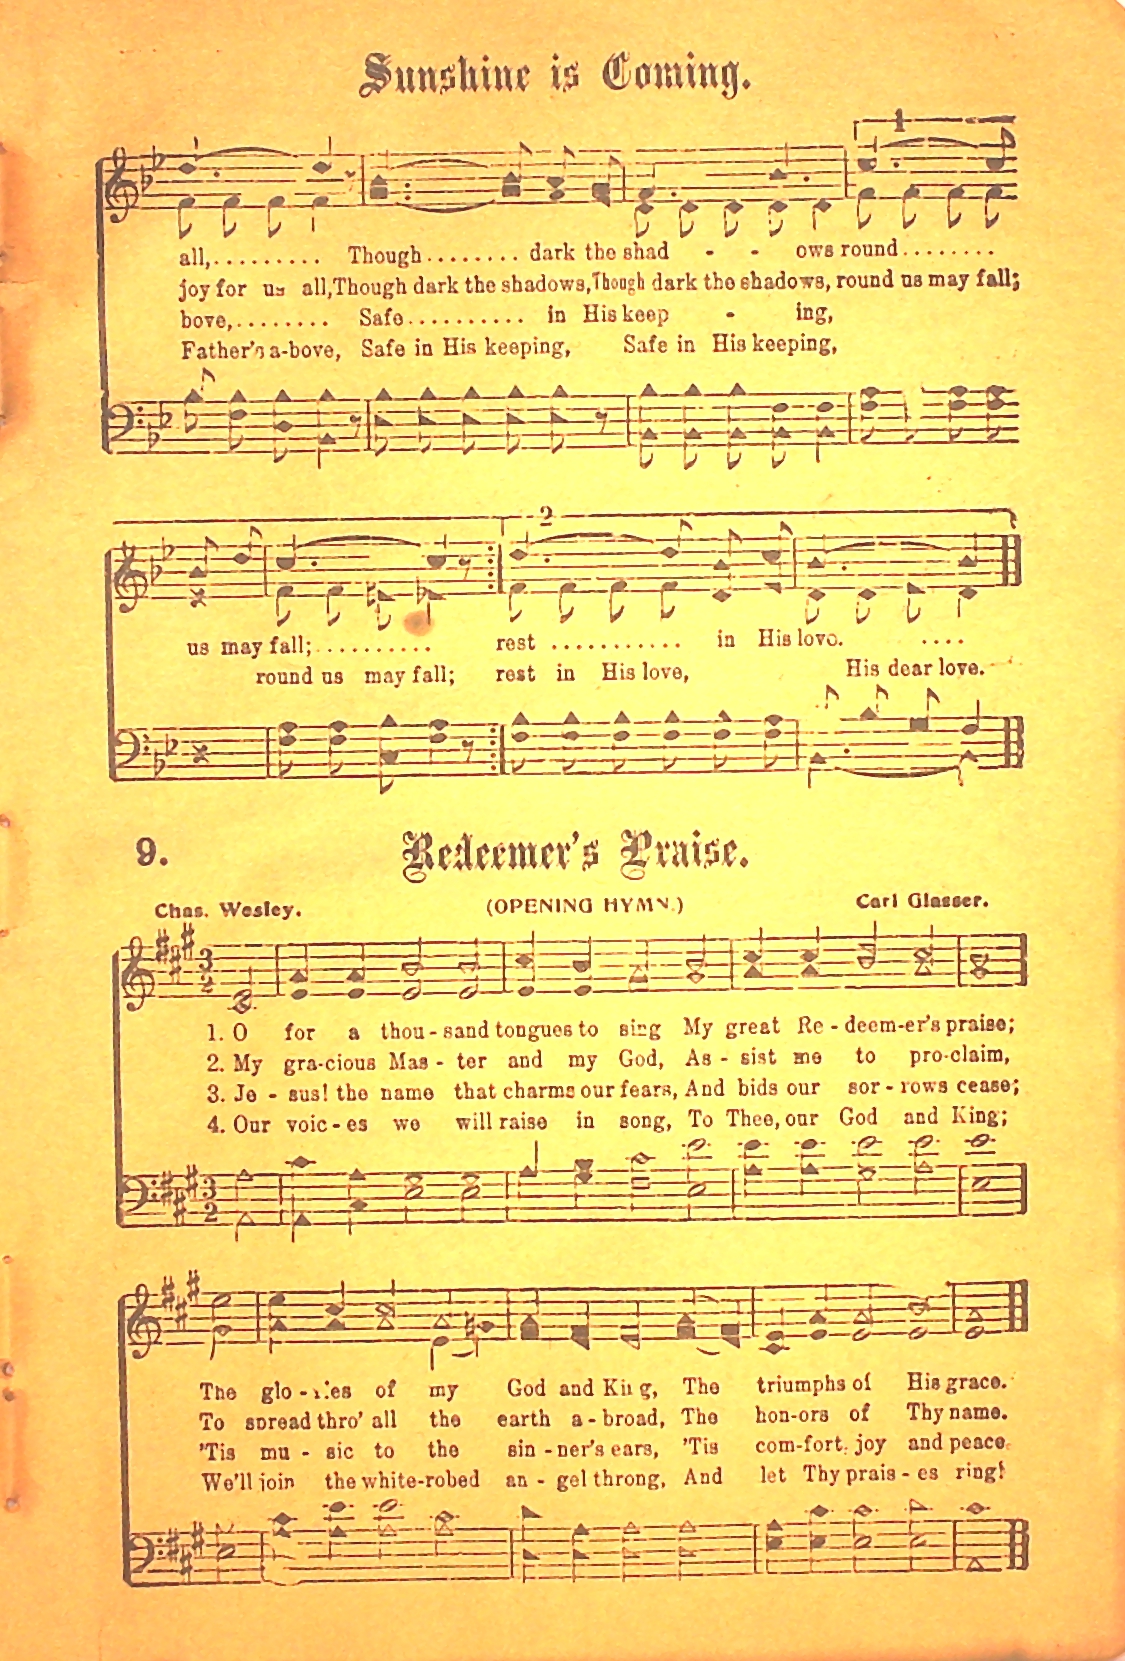 Sunshine is Coming.
1
all,......... Though........ dark the shad - - ows round........
joy for us all,Though dark the shadows,Though dark the shadows, round us may fall;
bove,........ Safe.......... in His keep - ing,
Father's a-bove, Safe in His keeping, Safe in His keeping,
2
us may fall;.......... rest ........... in His love. ....
round us may fall; rest in His love, His dear love.
9. Redeemer's Praise.
Chas. Wesley. (OPENING HYMN.) Carl Glasser.
3
2
1. O for a thou - sand tongues to sing My great Re - deem-er's praise;
2. My gra-cious Mas - ter and my God, As - sist me to pro-claim,
3. Je - sus! the name that charms our fears, And bids our sor - rows cease;
4. Our voic - es we will raise in song, To Thee, our God and King;
3
2
The glo - ries of my God and King, The triumphs of His grace.
To spread thro' all the earth a - broad, The hon-ors of Thy name.
'Tis mu - sic to the sin - ner's ears, 'Tis com-fort, joy and peace.
We'll join the white-robed an - gel throng, And let Thy prais - es ring!